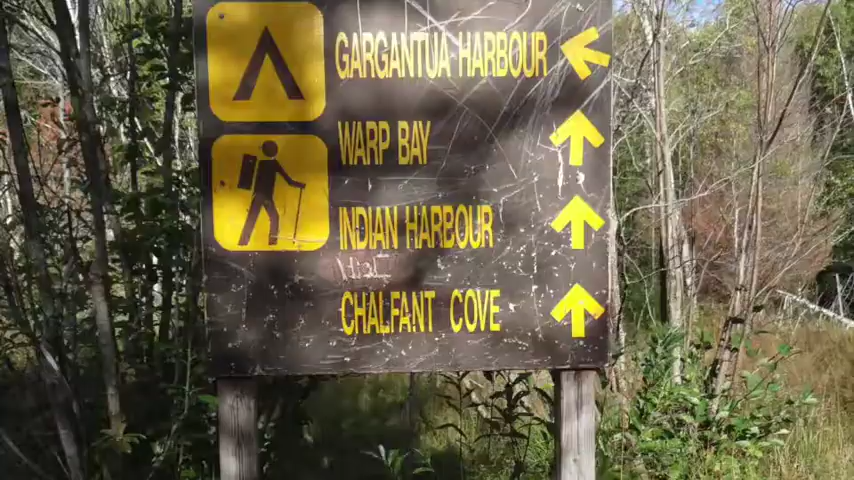 GARGANTUA HARBOUR
WARP BAY
INDIAN HARBOUR
CHALFANT COVE